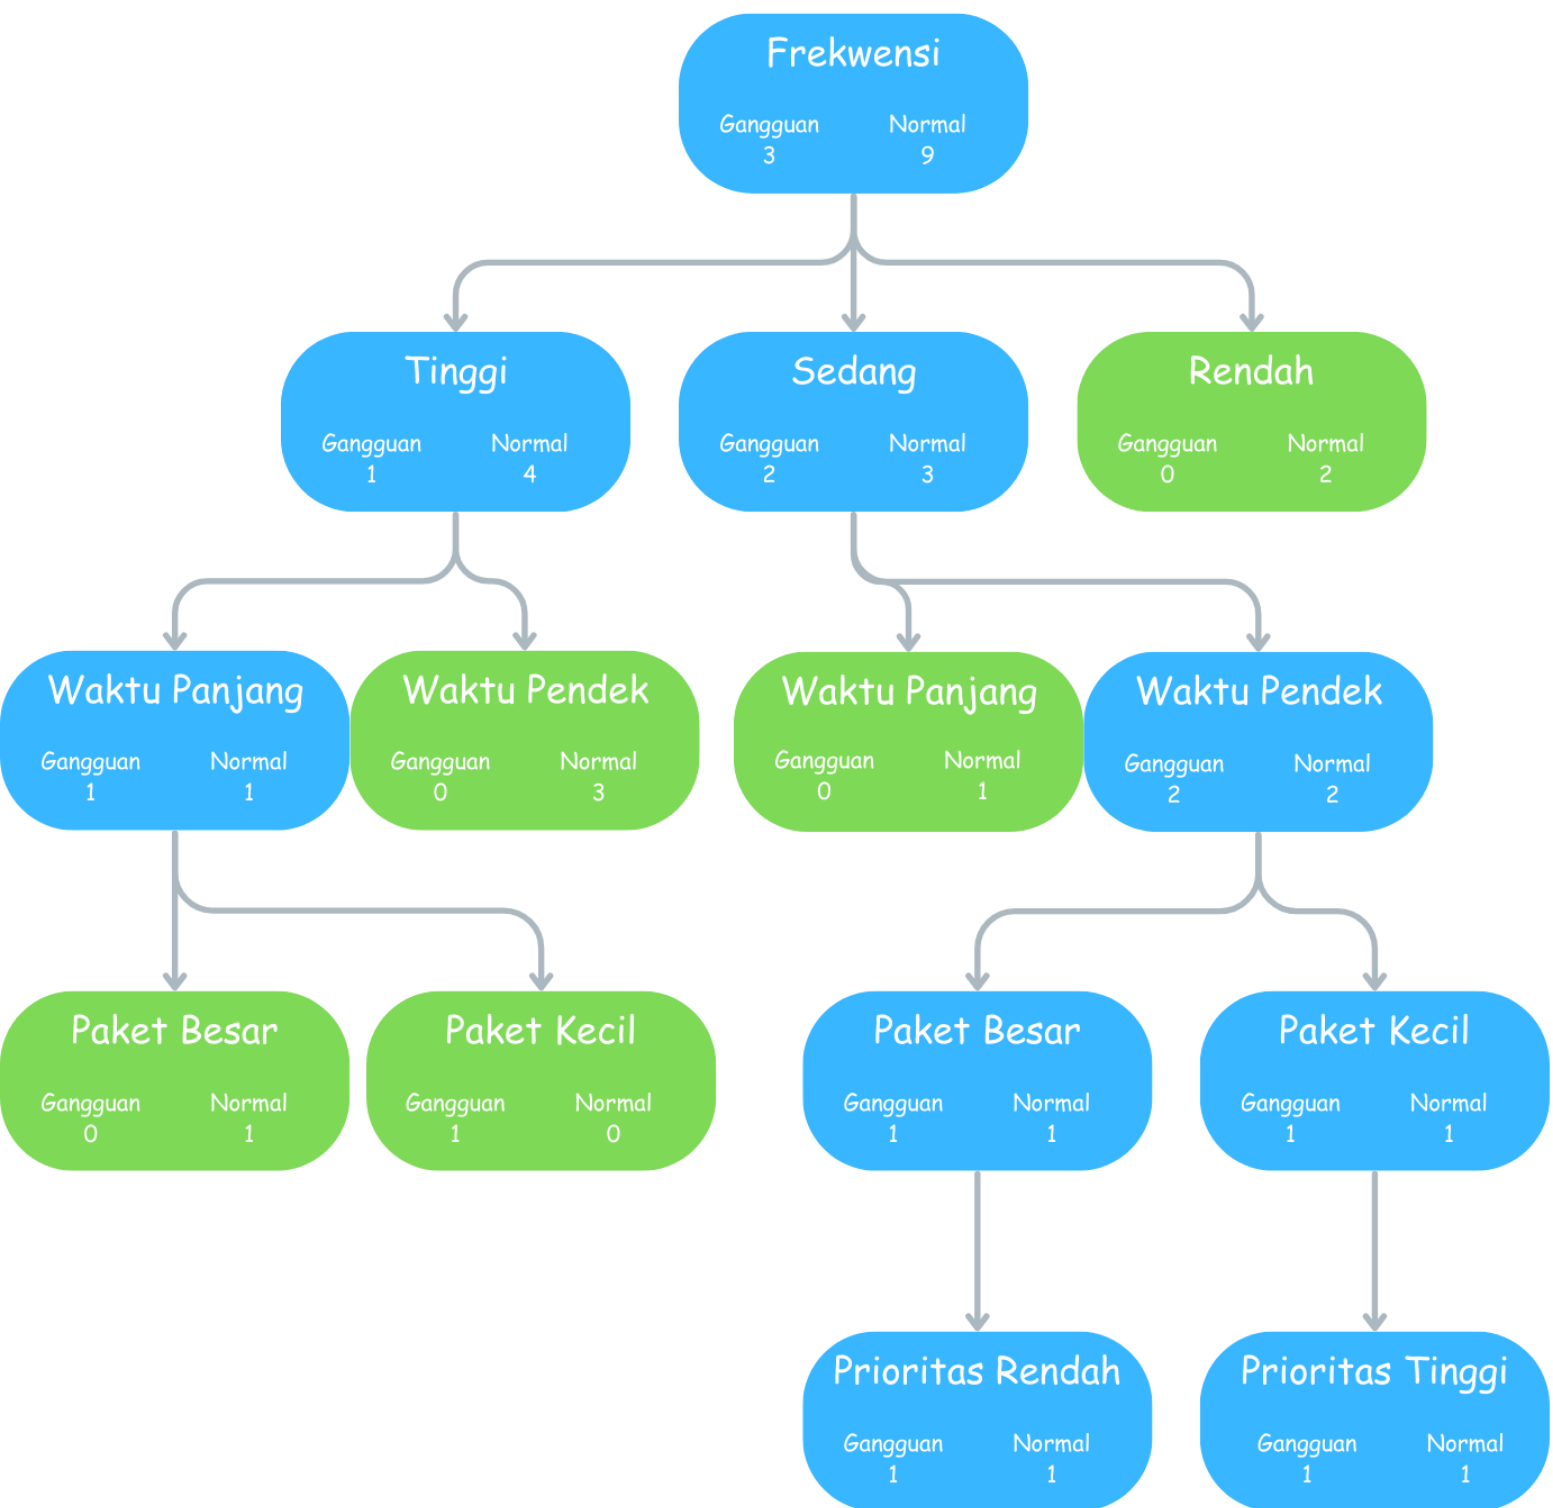 Frekwensi
Gangguan Normal
3 9
Tinggi
Gangguan Normal
1 4
Sedang
Gangguan Normal
2 3
Rendah
Gangguan Normal
0 2
Waktu Panjang
Gangguan Normal
1 1
Waktu Pendek
Gangguan Normal
0 3
Waktu Panjang
Gangguan Normal
0 1
Waktu Pendek
Gangguan Normal
2 2
Paket Besar
Gangguan Normal
0 1
Paket Kecil
Gangguan Normal
1 0
Paket Besar
Gangguan Normal
1 1
Paket Kecil
Gangguan Normal
1 1
Prioritas Rendah
Gangguan Normal
1 1
Prioritas Tinggi
Gangguan Normal
1 1